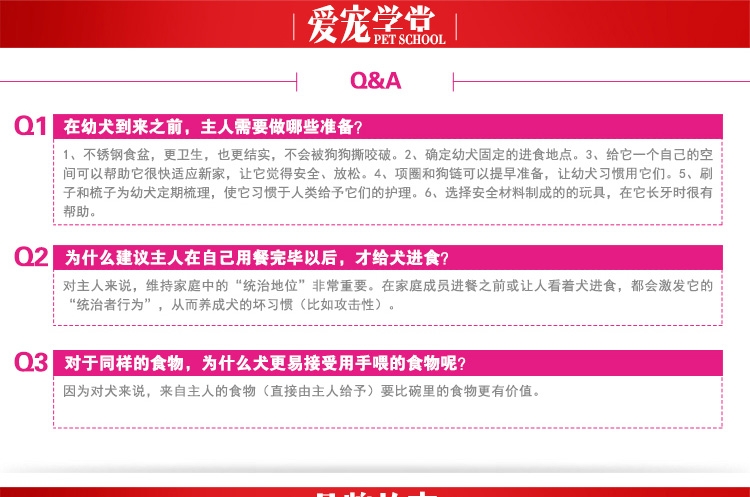 爱宠学堂
PET SCHOOL
Q&A
Q1 在幼犬到来之前，主人需要做哪些准备？
1、不锈钢食盆，更卫生，也更结实，不会被狗狗撕咬破。2、确定幼犬固定的进食地点。3、给它一个自己的空
间可以帮助它很快适应新家，让它觉得安全、放松。4、项圈和狗链可以提早准备，让幼犬习惯用它们。5、刷
子和梳子为幼犬定期梳理，使它习惯于人类给予它们的护理。6、选择安全材料制成的的玩具，在它长牙时很有
帮助。
Q2 为什么建议主人在自己用餐完毕以后，才给犬进食？
对主人来说，维持家庭中的“统治地位”非常重要。在家庭成员进餐之前或让人看着犬进食，都会激发它的
“统治者行为”，从而养成犬的坏习惯（比如攻击性）。
Q3 对于同样的食物，为什么犬更易接受用手喂的食物呢？
因为对犬来说，来自主人的食物（直接由主人给予）要比碗里的食物更有价值。